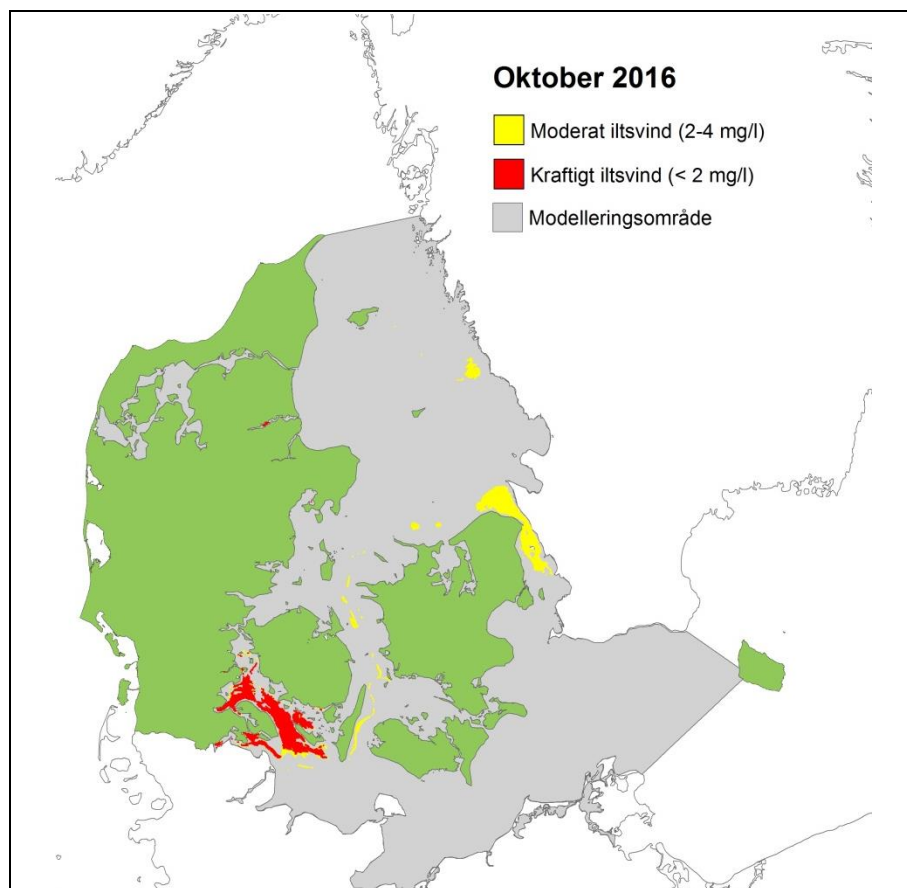 Oktober 2016
Moderat iltsvind (2-4 mg/l)
Kraftigt iltsvind (< 2 mg/l)
Modelleringsområde